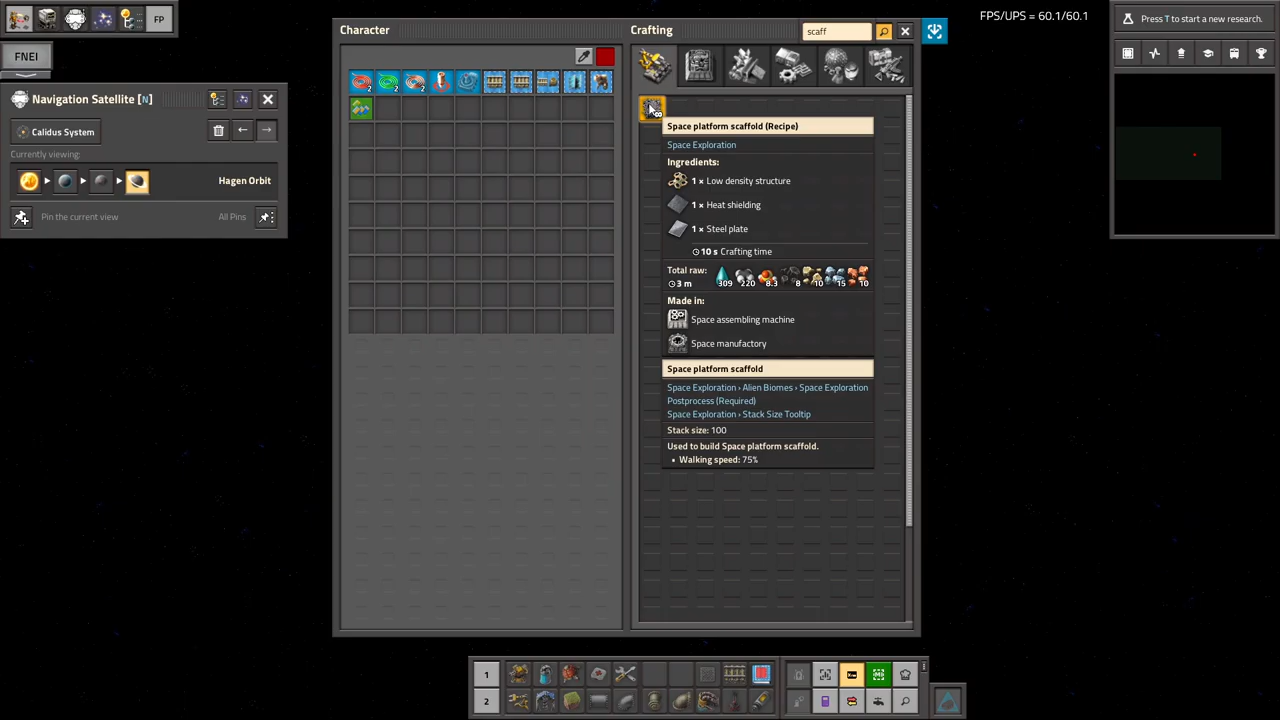 FP
FNEI
Navigation Satellite [N]
Calidus System
Currently viewing:
Hagen Orbit
Pin the current view
All Pins
Character
2
2
2
Crafting
scaff
Space platform scaffold (Recipe)
Space Exploration
Ingredients:
1 × Low density structure
1 × Heat shielding
1 × Steel plate
10 s Crafting time
Total raw:
3 m
309
220
8.3
8
10
15
10
Made in:
Space assembling machine
Space manufactory
Space platform scaffold
Space Exploration › Alien Biomes › Space Exploration
Postprocess (Required)
Space Exploration › Stack Size Tooltip
Stack size: 100
Used to build Space platform scaffold.
• Walking speed: 75%
FPS/UPS = 60.1/60.1
Press T to start a new research.
1
2